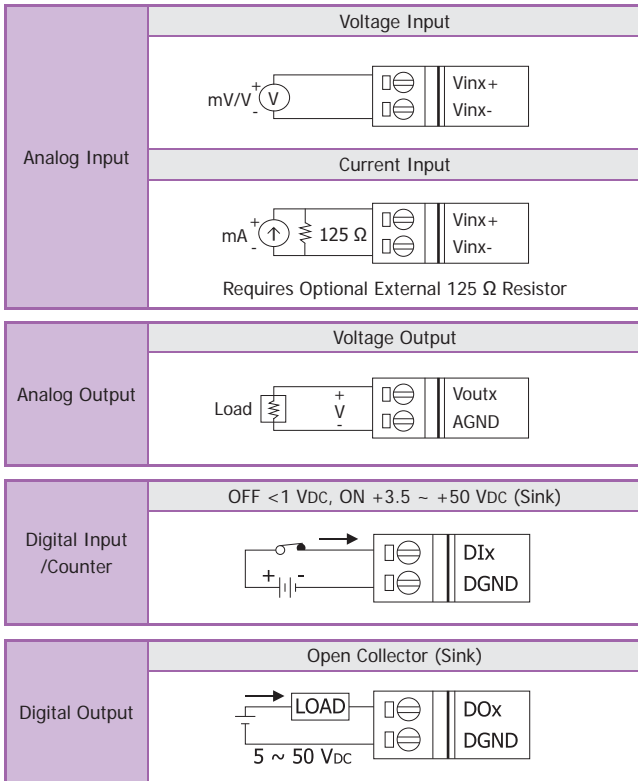 Analog Input
Voltage Input
mV/V
+
V
-
Vinx+
Vinx-
Current Input
mA
+
-
125 Ω
Vinx+
Vinx-
Requires Optional External 125 Ω Resistor
Analog Output
Voltage Output
Load
+
V
-
Voutx
AGND
Digital Input
/Counter
OFF <1 VDC, ON +3.5 ~ +50 VDC (Sink)
+ -
DIx
DGND
Digital Output
Open Collector (Sink)
LOAD
5 ~ 50 VDC
DOx
DGND